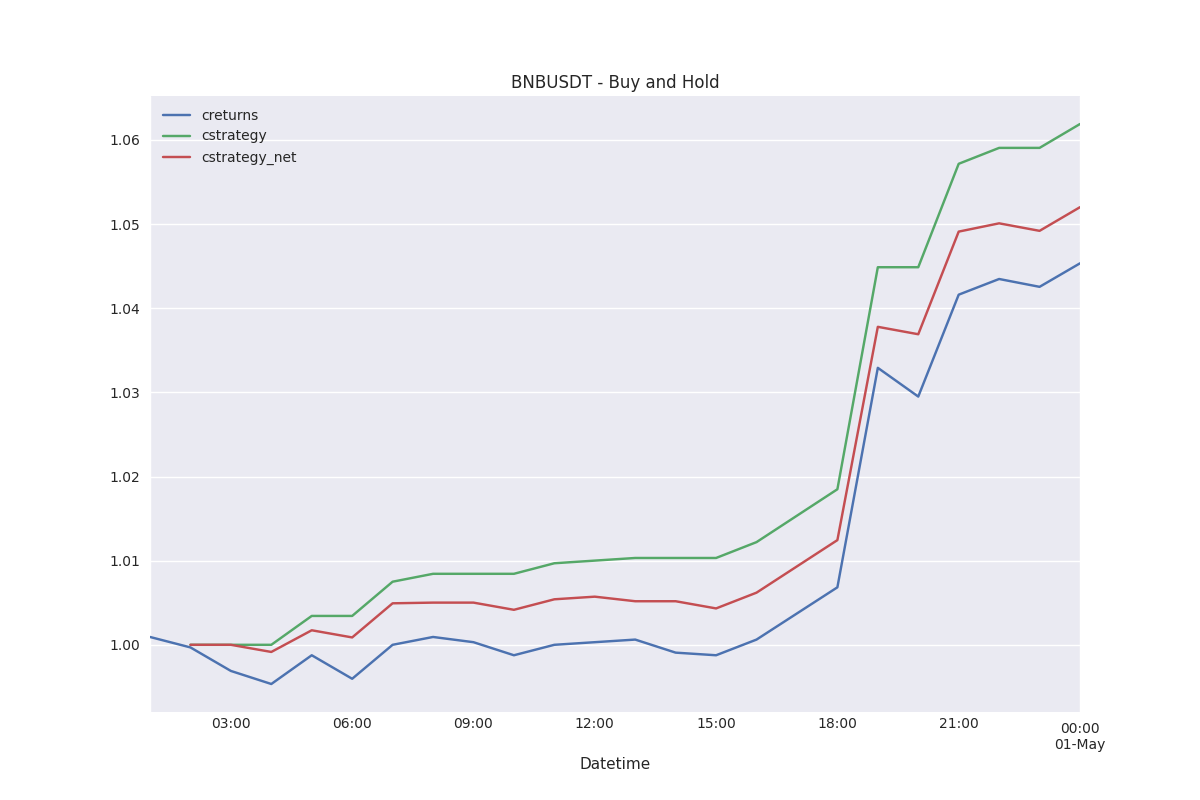 BNBUSDT - Buy and Hold
creturns
cstrategy
cstrategy_net
1.06
1.05
1.04
1.03
1.02
1.01
1.00
03:00 06:00 09:00 12:00 15:00 18:00 21:00 00:00
01-May
Datetime